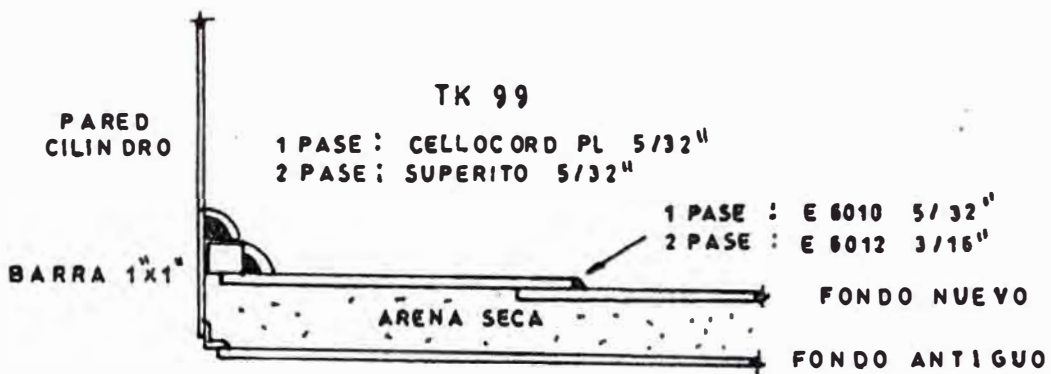 TK 99
PARED
CILINDRO
1 PASE: CELLOCORD PL 5/32"
2 PASE: SUPERITO 5/32"
1 PASE : E 6010 5/32"
2 PASE : E 6012 3/16"
BARRA 1"X1"
FONDO NUEVO
ARENA SECA
FONDO ANTIGUO